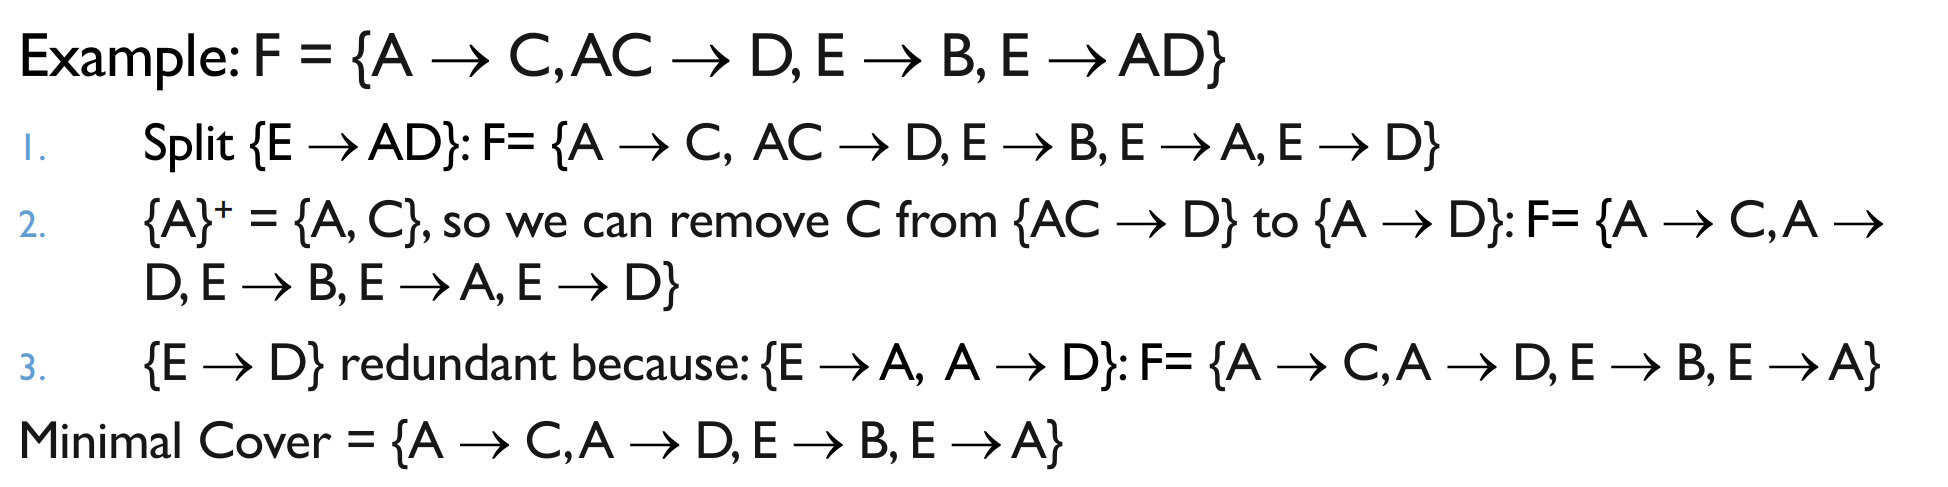 Example: F = {A → C, AC → D, E → B, E → AD}
1. Split {E → AD}: F= {A → C, AC → D, E → B, E → A, E → D}
2. {A}⁺ = {A, C}, so we can remove C from {AC → D} to {A → D}: F= {A → C, A →
D, E → B, E → A, E → D}
3. {E → D} redundant because: {E → A, A → D}: F= {A → C, A → D, E → B, E → A}
Minimal Cover = {A → C, A → D, E → B, E → A}